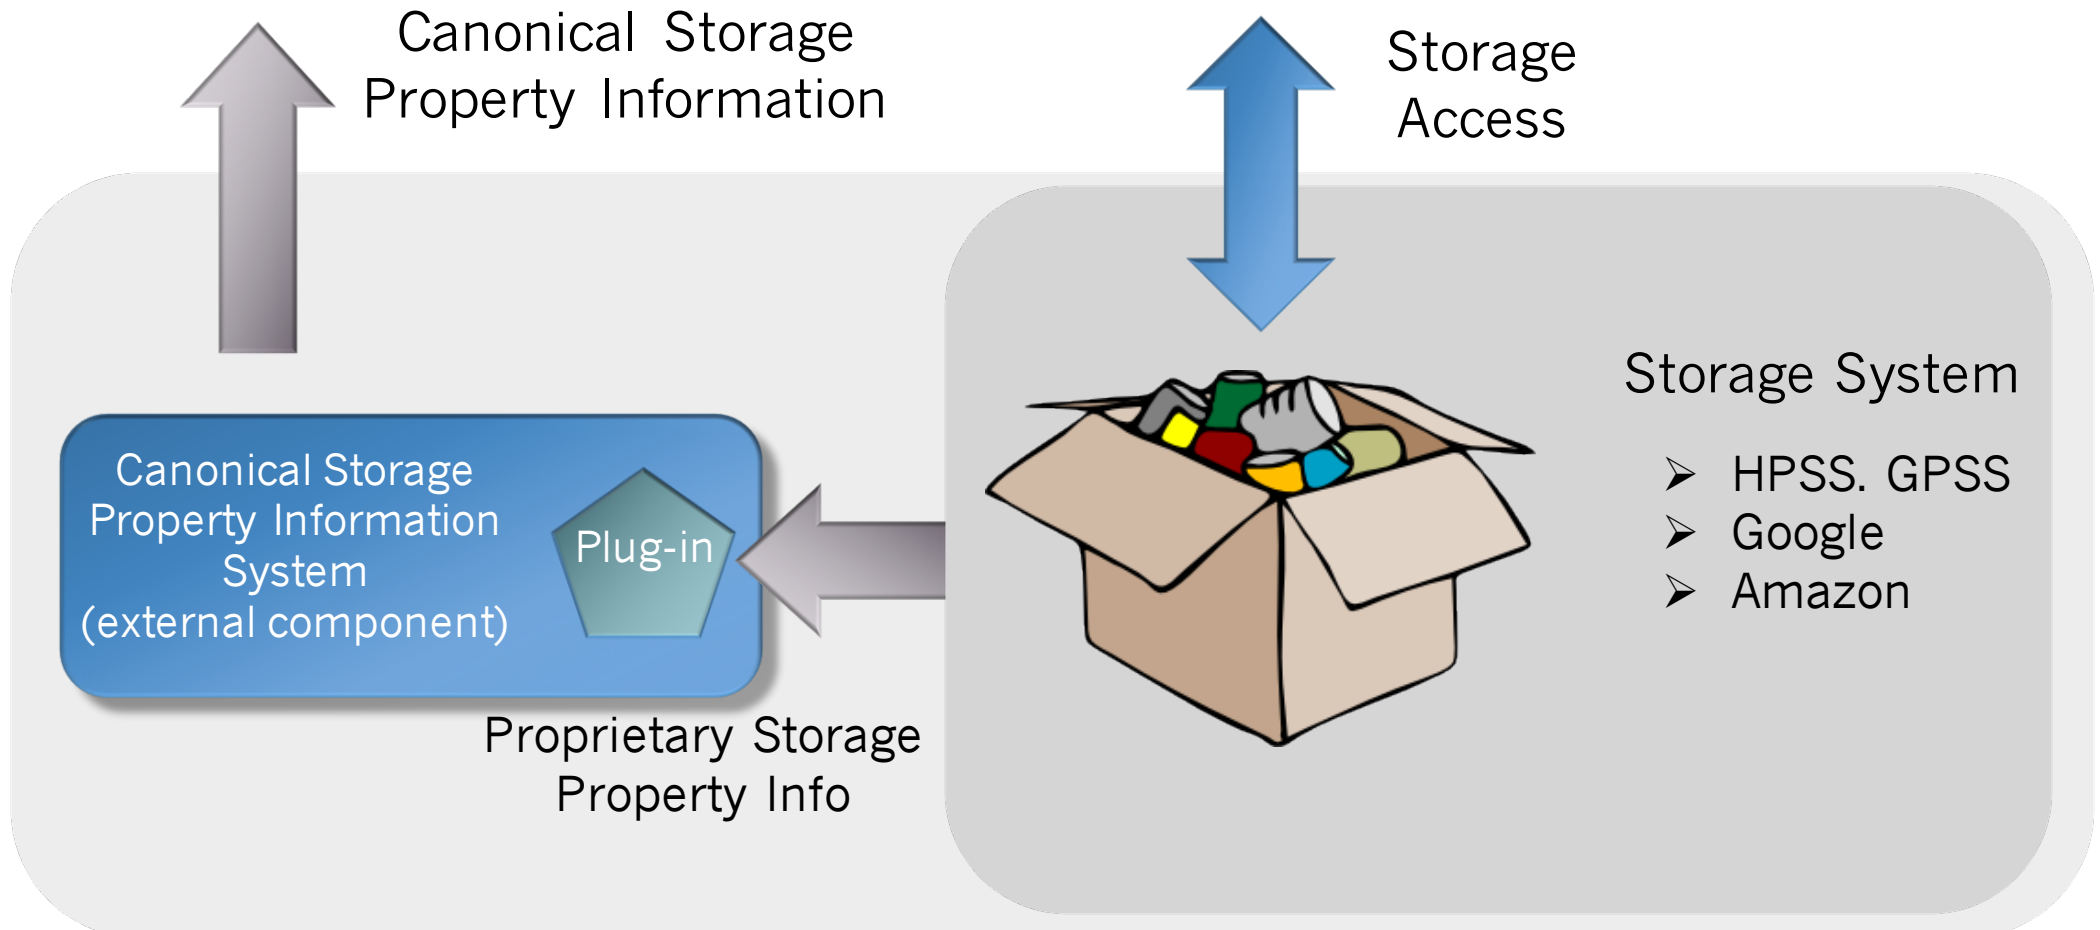 Canonical Storage
Property Information
Storage
Access
Storage System
➢ HPSS. GPSS
➢ Google
➢ Amazon
Canonical Storage
Property Information
System
(external component)
Plug-in
Proprietary Storage
Property Info